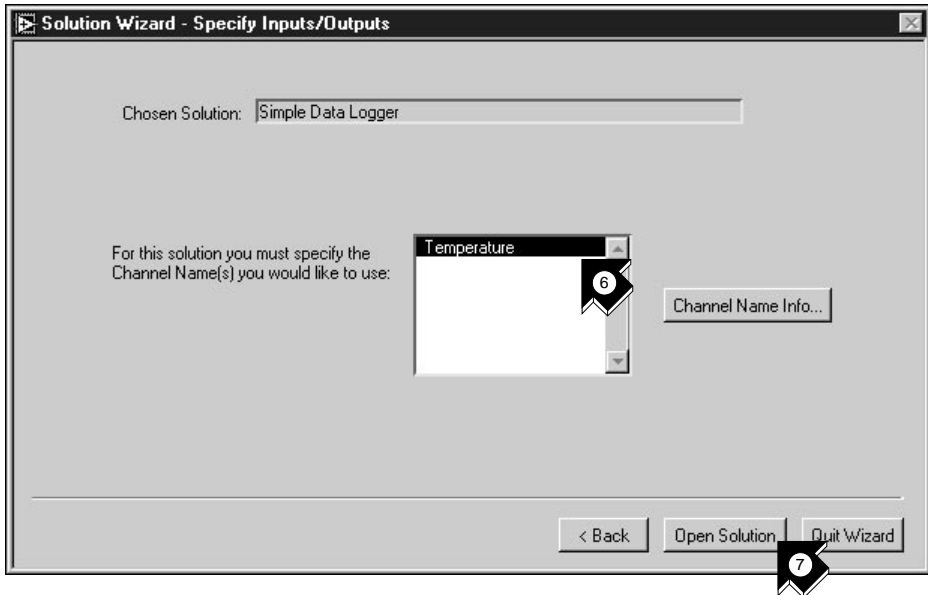 Solution Wizard - Specify Inputs/Outputs
Chosen Solution: Simple Data Logger
For this solution you must specify the
Channel Name(s) you would like to use:
Temperature
6
Channel Name Info...
< Back
Open Solution
Quit Wizard
7